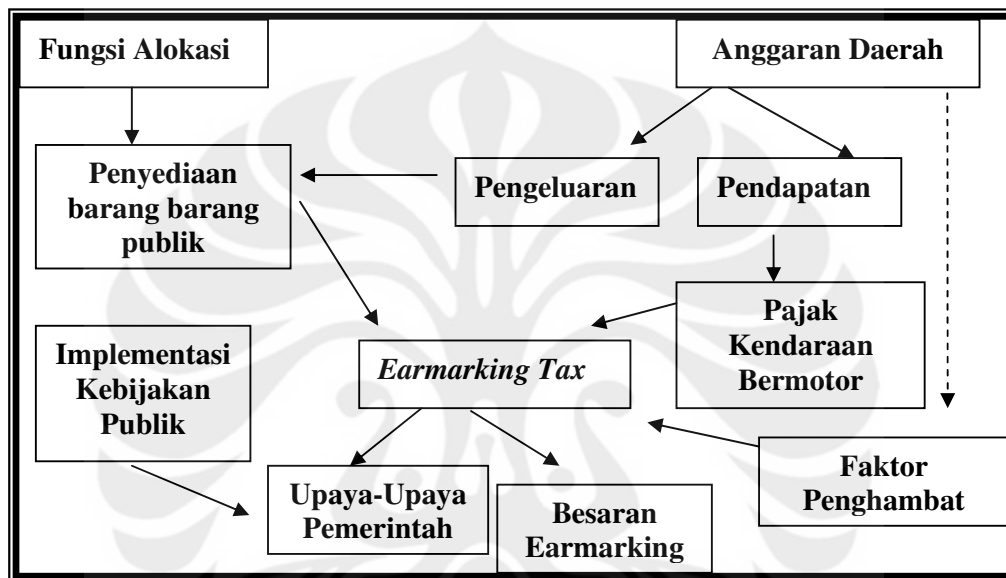 Fungsi Alokasi
Anggaran Daerah
Penyediaan
barang barang
publik
Pengeluaran
Pendapatan
Implementasi
Kebijakan
Publik
Earmarking Tax
Pajak
Kendaraan
Bermotor
Upaya-Upaya
Pemerintah
Besaran
Earmarking
Faktor
Penghambat